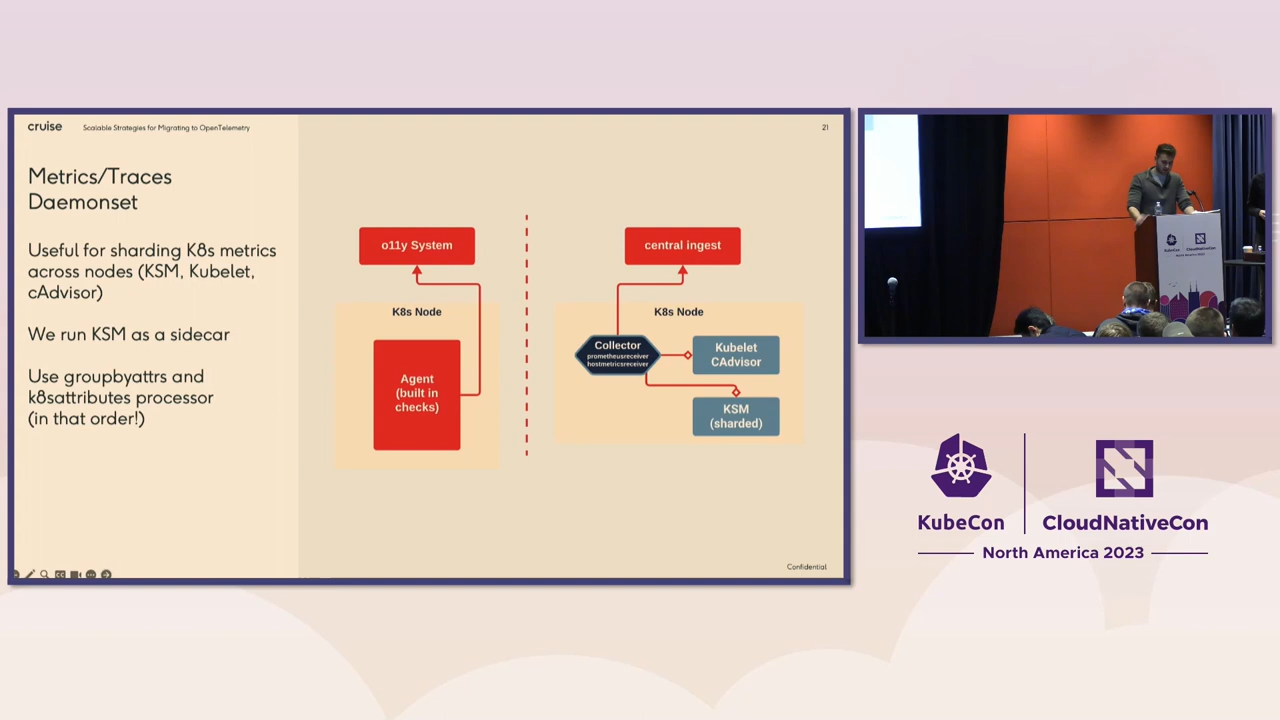 cruise
Scalable Strategies for Migrating to OpenTelemetry
21
Metrics/Traces
Daemonset
Useful for sharding K8s metrics
across nodes (KSM, Kubelet,
cAdvisor)
We run KSM as a sidecar
Use groupbyattrs and
k8sattributes processor
(in that order!)
o11y System
K8s Node
Agent
(built in
checks)
central ingest
K8s Node
Collector
prometheusreceiver
hostmetricsreceiver
Kubelet
CAdvisor
KSM
(sharded)
Confidential
KubeCon
CloudNativeCon
KubeCon
CloudNativeCon
North America 2023